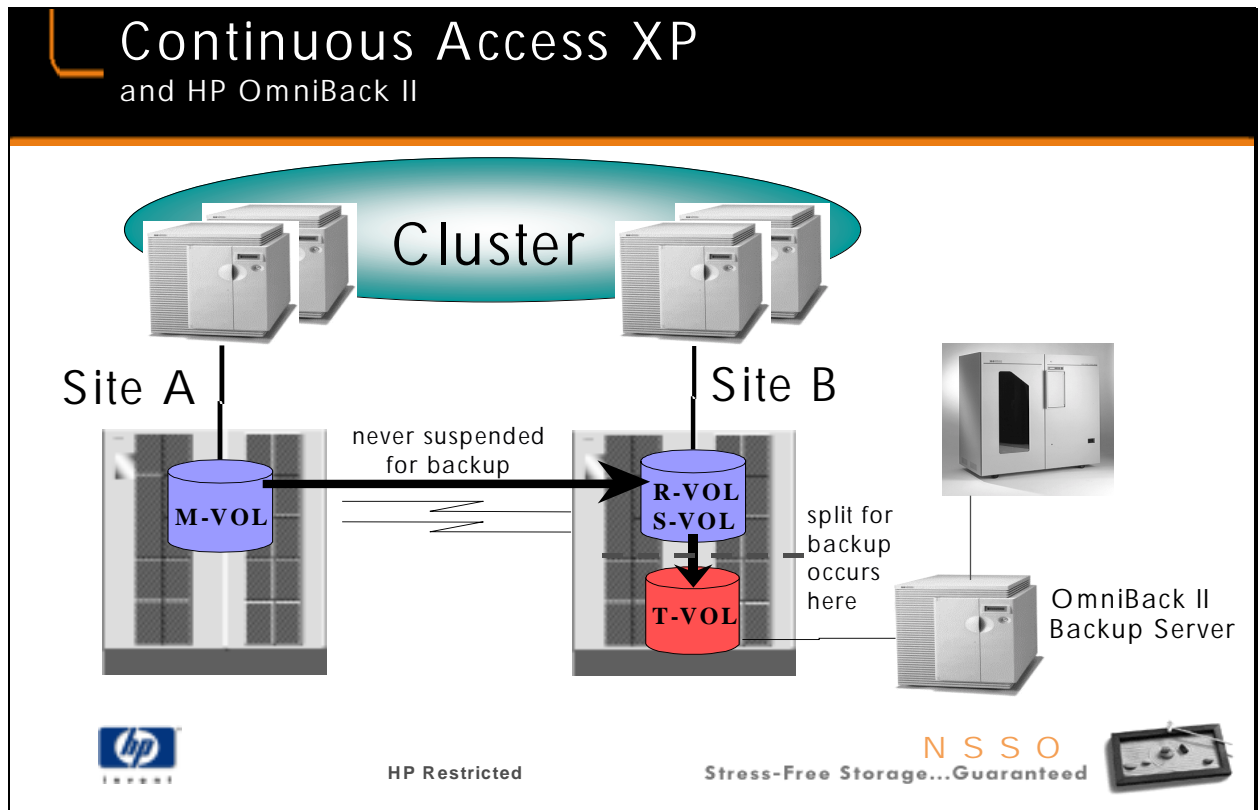 Continuous Access XP
and HP OmniBack II
Cluster
Site A
Site B
never suspended
for backup
M-VOL
R-VOL
S-VOL
split for
backup
occurs
here
T-VOL
OmniBack II
Backup Server
hp
invent
HP Restricted
NSSO
Stress-Free Storage...Guaranteed